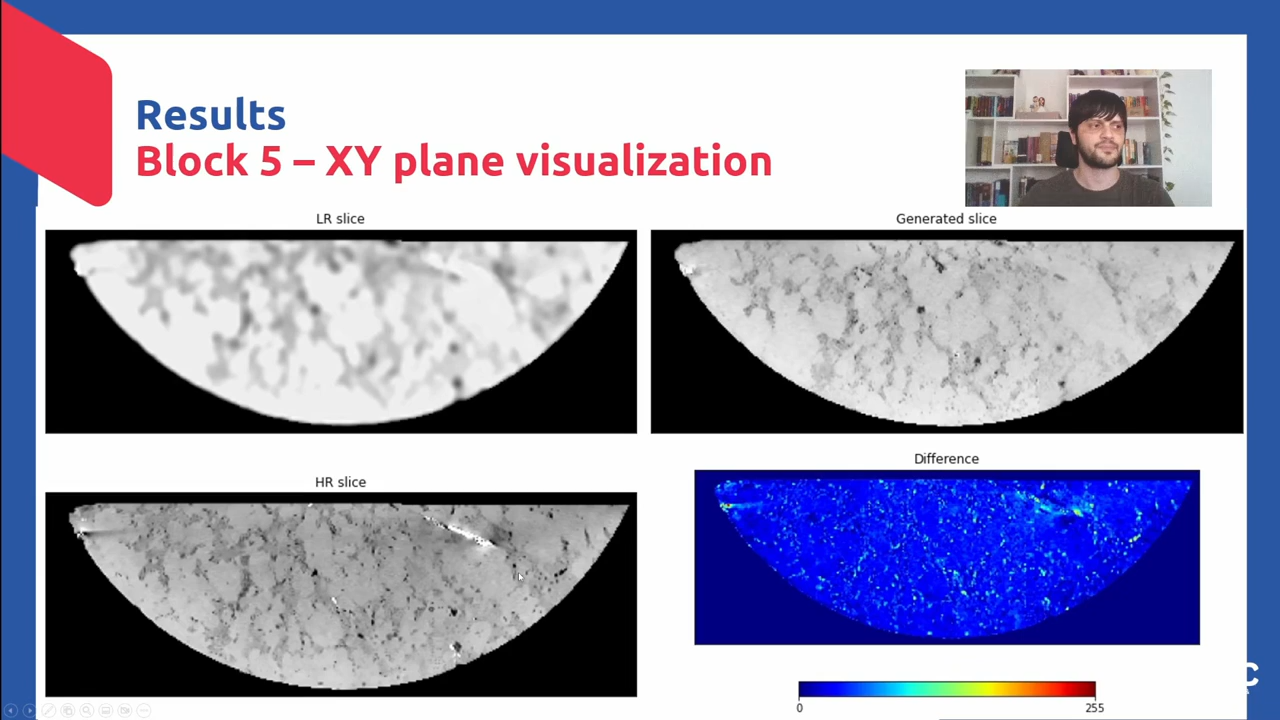 Results
Block 5 – XY plane visualization
LR slice
Generated slice
HR slice
Difference
0
255
C